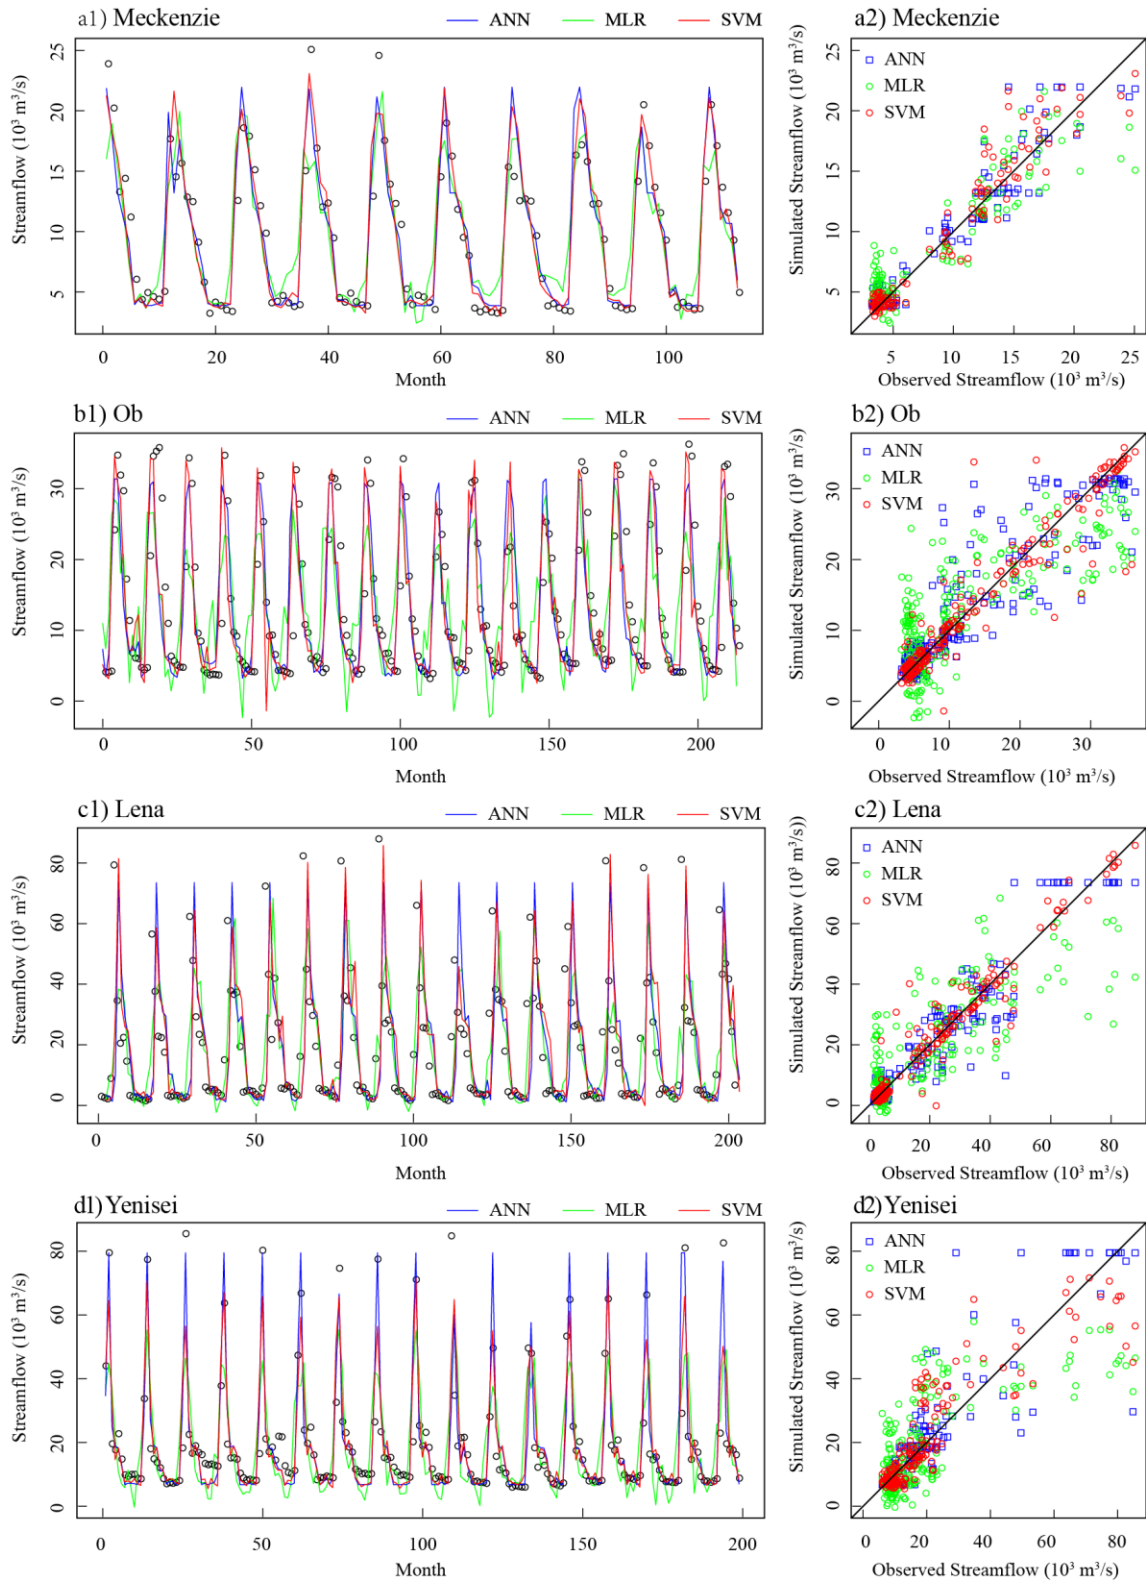 a1) Meckenzie
ANN MLR SVM
Streamflow (10³ m³/s)
25
20
15
10
5
0 20 40 60 80 100
Month
a2) Meckenzie
ANN
MLR
SVM
Simulated Streamflow (10³ m³/s)
25
20
15
10
5
5 10 15 20 25
Observed Streamflow (10³ m³/s)
b1) Ob
ANN MLR SVM
Streamflow (10³ m³/s)
30
20
10
0
0 50 100 150 200
Month
b2) Ob
ANN
MLR
SVM
Simulated Streamflow (10³ m³/s)
30
20
10
0
0 10 20 30
Observed Streamflow (10³ m³/s)
c1) Lena
ANN MLR SVM
Streamflow (10³ m³/s)
80
60
40
20
0
0 50 100 150 200
Month
c2) Lena
ANN
MLR
SVM
Simulated Streamflow (10³ m³/s))
80
60
40
20
0
0 20 40 60 80
Observed Streamflow (10³ m³/s)
d1) Yenisei
ANN MLR SVM
Streamflow (10³ m³/s)
80
60
40
20
0
0 50 100 150 200
Month
d2) Yenisei
ANN
MLR
SVM
Simulated Streamflow (10³ m³/s)
80
60
40
20
0
0 20 40 60 80
Observed Streamflow (10³ m³/s)